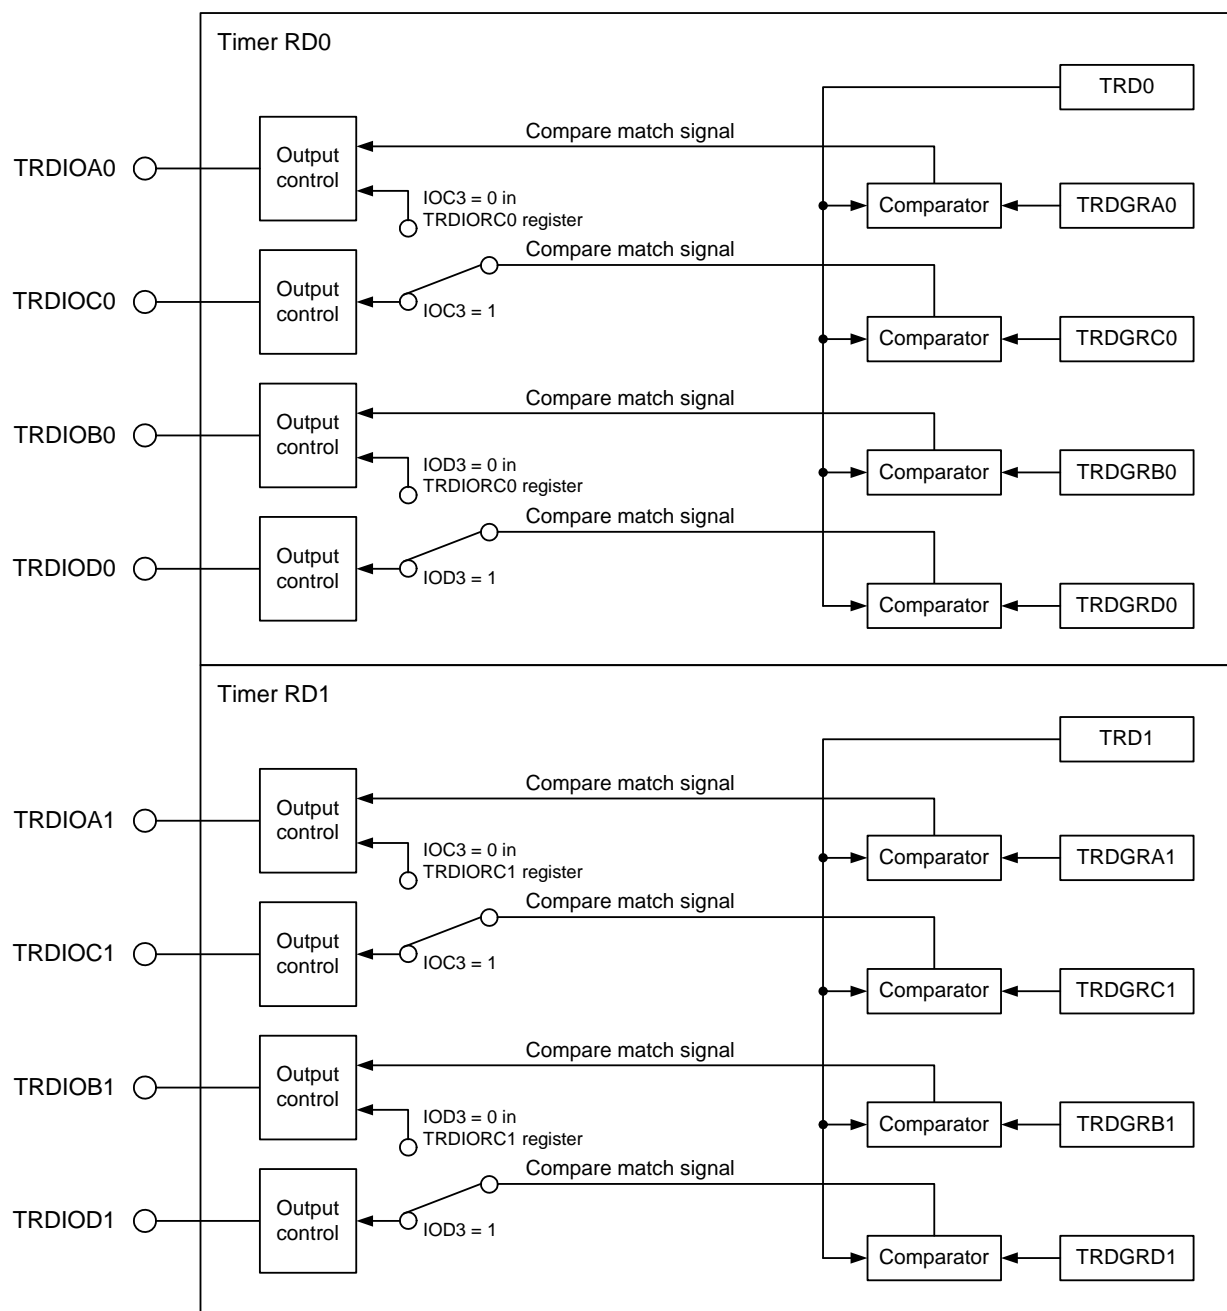 Timer RD0
TRD0
Compare match signal
TRDIOA0
Output
control
IOC3 = 0 in
TRDIORC0 register
Comparator
TRDGRA0
Compare match signal
TRDIOC0
Output
control
IOC3 = 1
Comparator
TRDGRC0
Compare match signal
TRDIOB0
Output
control
IOD3 = 0 in
TRDIORC0 register
Comparator
TRDGRB0
Compare match signal
TRDIOD0
Output
control
IOD3 = 1
Comparator
TRDGRD0
Timer RD1
TRD1
Compare match signal
TRDIOA1
Output
control
IOC3 = 0 in
TRDIORC1 register
Comparator
TRDGRA1
Compare match signal
TRDIOC1
Output
control
IOC3 = 1
Comparator
TRDGRC1
Compare match signal
TRDIOB1
Output
control
IOD3 = 0 in
TRDIORC1 register
Comparator
TRDGRB1
Compare match signal
TRDIOD1
Output
control
IOD3 = 1
Comparator
TRDGRD1